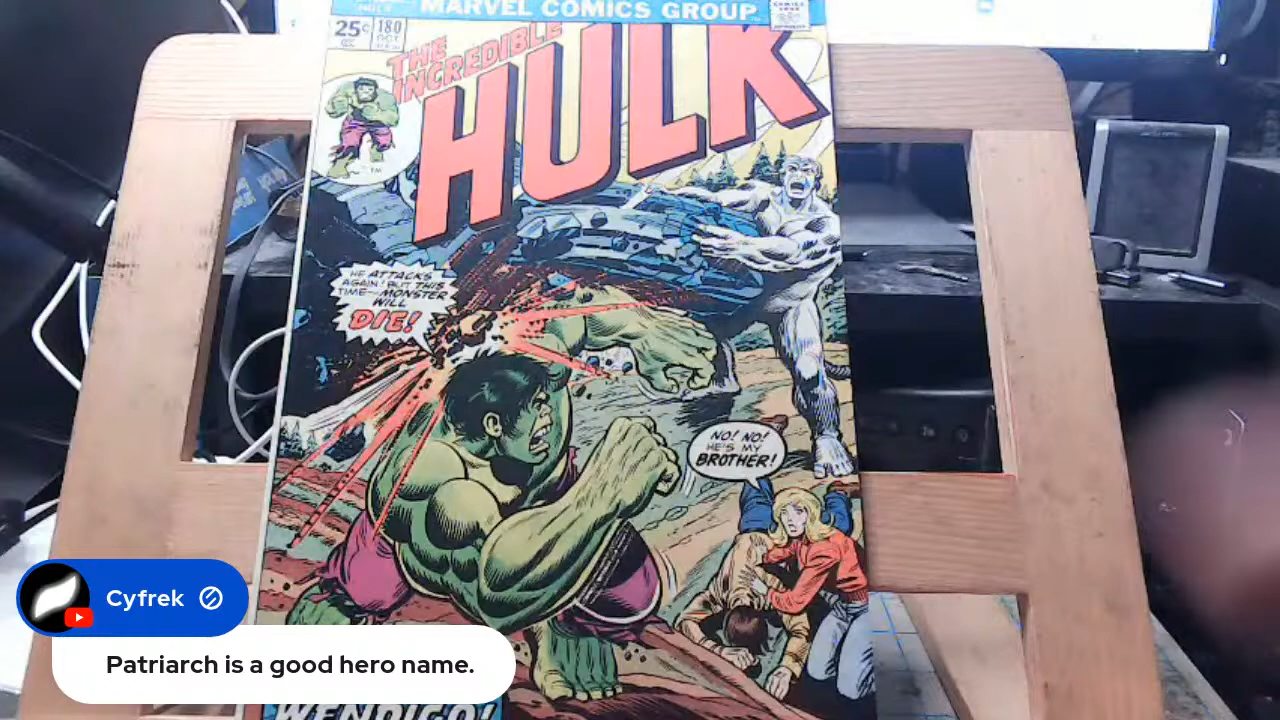 MARVEL COMICS GROUP
25¢
180
OCT
THE
INCREDIBLE
HULK
HE ATTACKS
AGAIN! BUT THIS
TIME--MONSTER
WILL
DIE!
NO! NO!
HE'S MY
BROTHER!
WENDIGO!
Cyfrek
Patriarch is a good hero name.